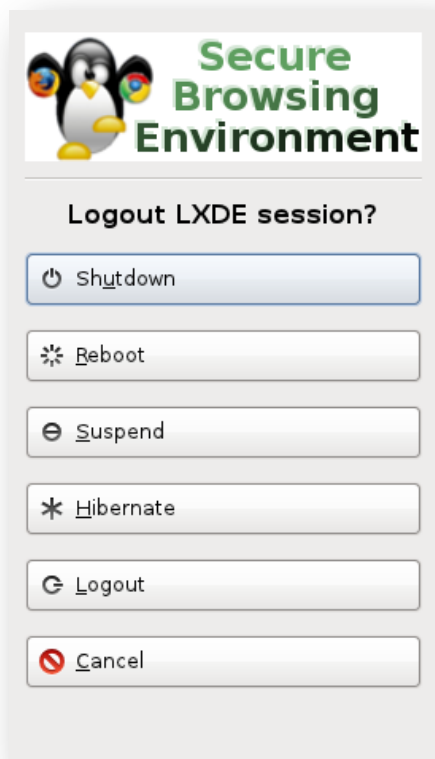 Secure
Browsing
Environment
Logout LXDE session?
Shutdown
Reboot
Suspend
Hibernate
Logout
Cancel